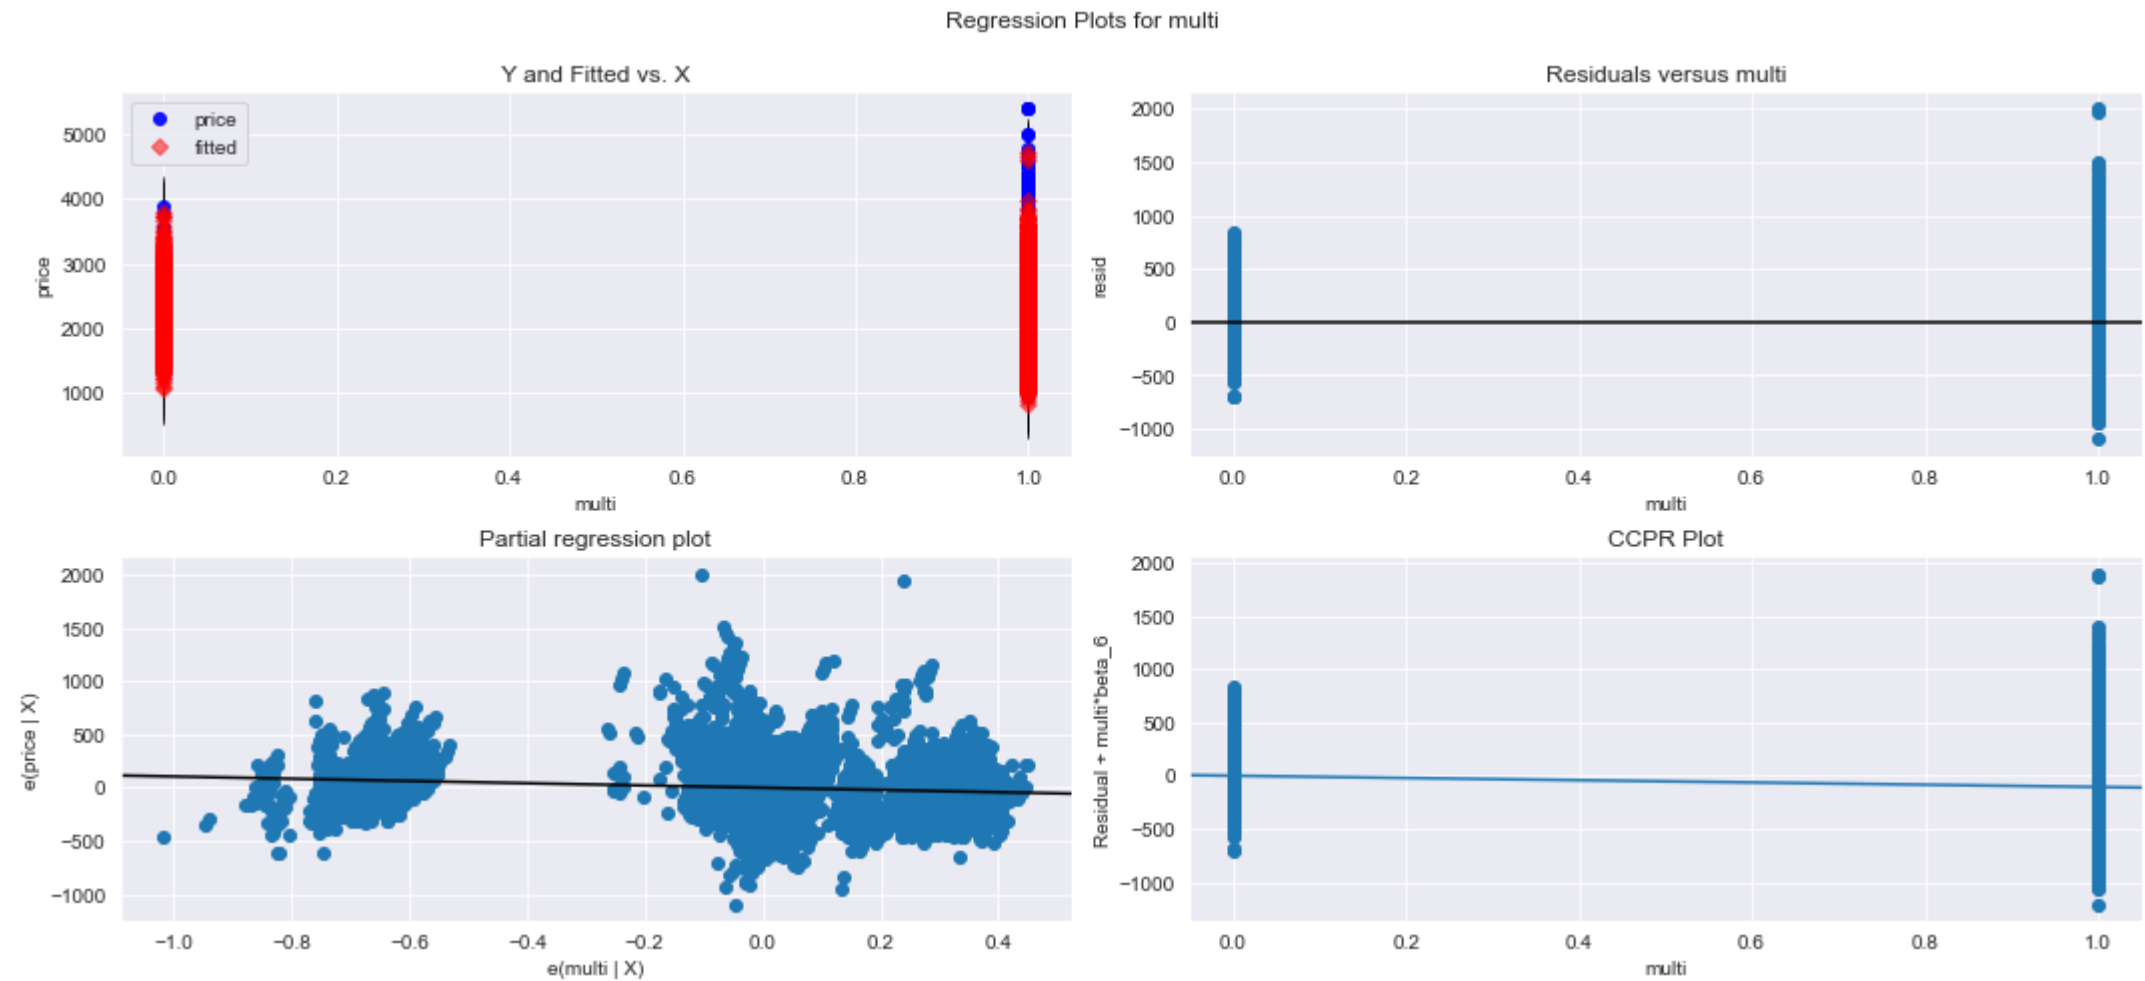 Regression Plots for multi
Y and Fitted vs. X
price
fitted
5000
4000
3000
2000
1000
price
0.0 0.2 0.4 0.6 0.8 1.0
multi
Residuals versus multi
2000
1500
1000
500
0
−500
−1000
resid
0.0 0.2 0.4 0.6 0.8 1.0
multi
Partial regression plot
2000
1500
1000
500
0
−500
−1000
e(price | X)
−1.0 −0.8 −0.6 −0.4 −0.2 0.0 0.2 0.4
e(multi | X)
CCPR Plot
2000
1500
1000
500
0
−500
−1000
Residual + multi*beta_6
0.0 0.2 0.4 0.6 0.8 1.0
multi